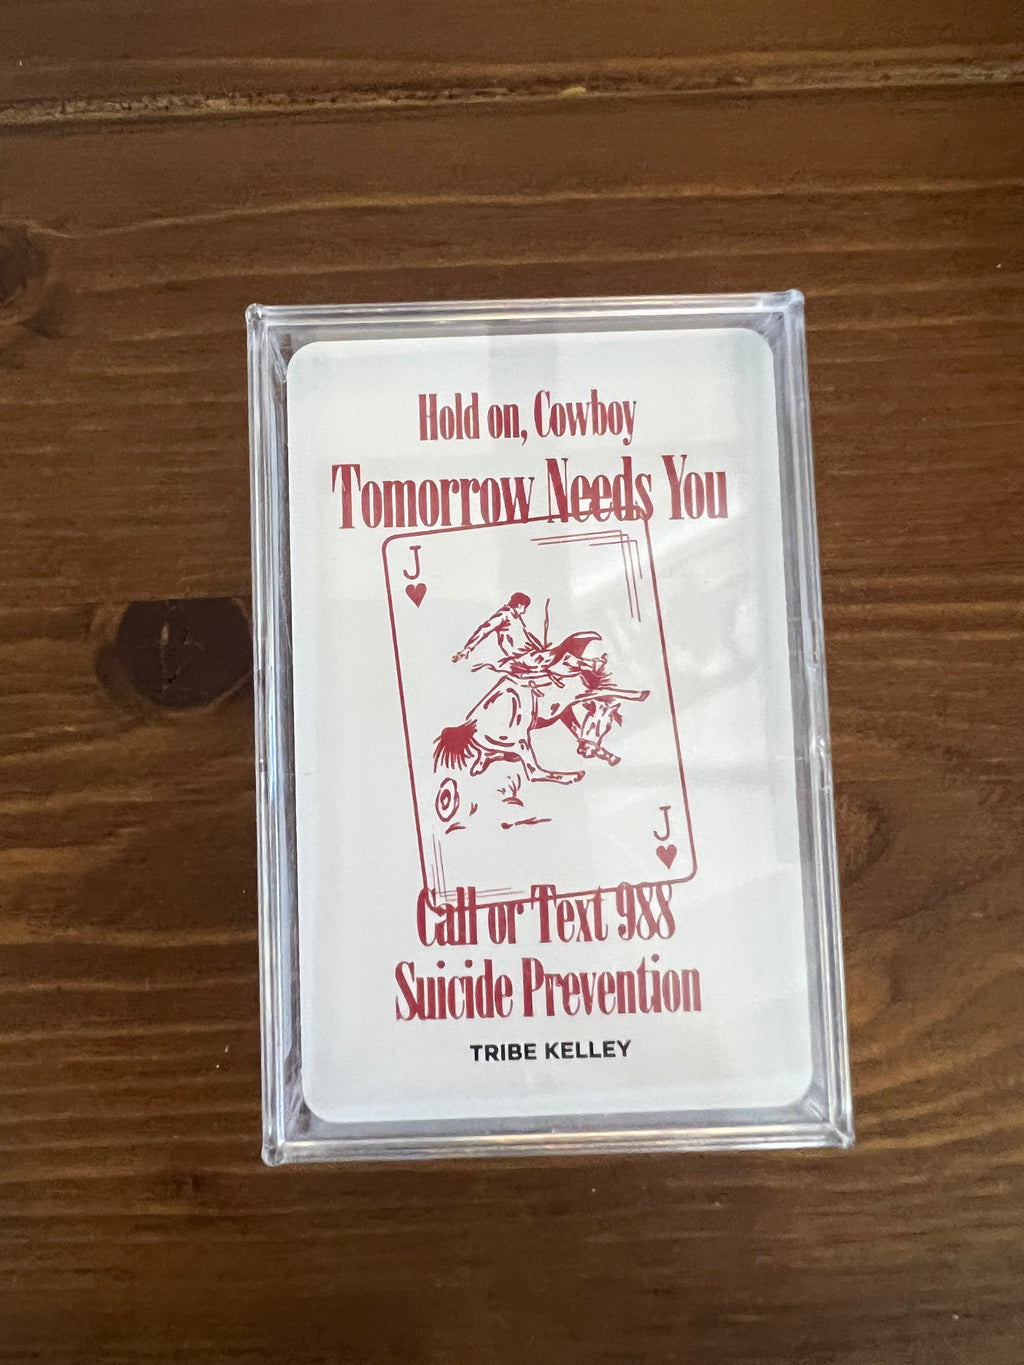 Hold on, Cowboy
Tomorrow Needs You
J
J
Call or Text 988
Suicide Prevention
TRIBE KELLEY